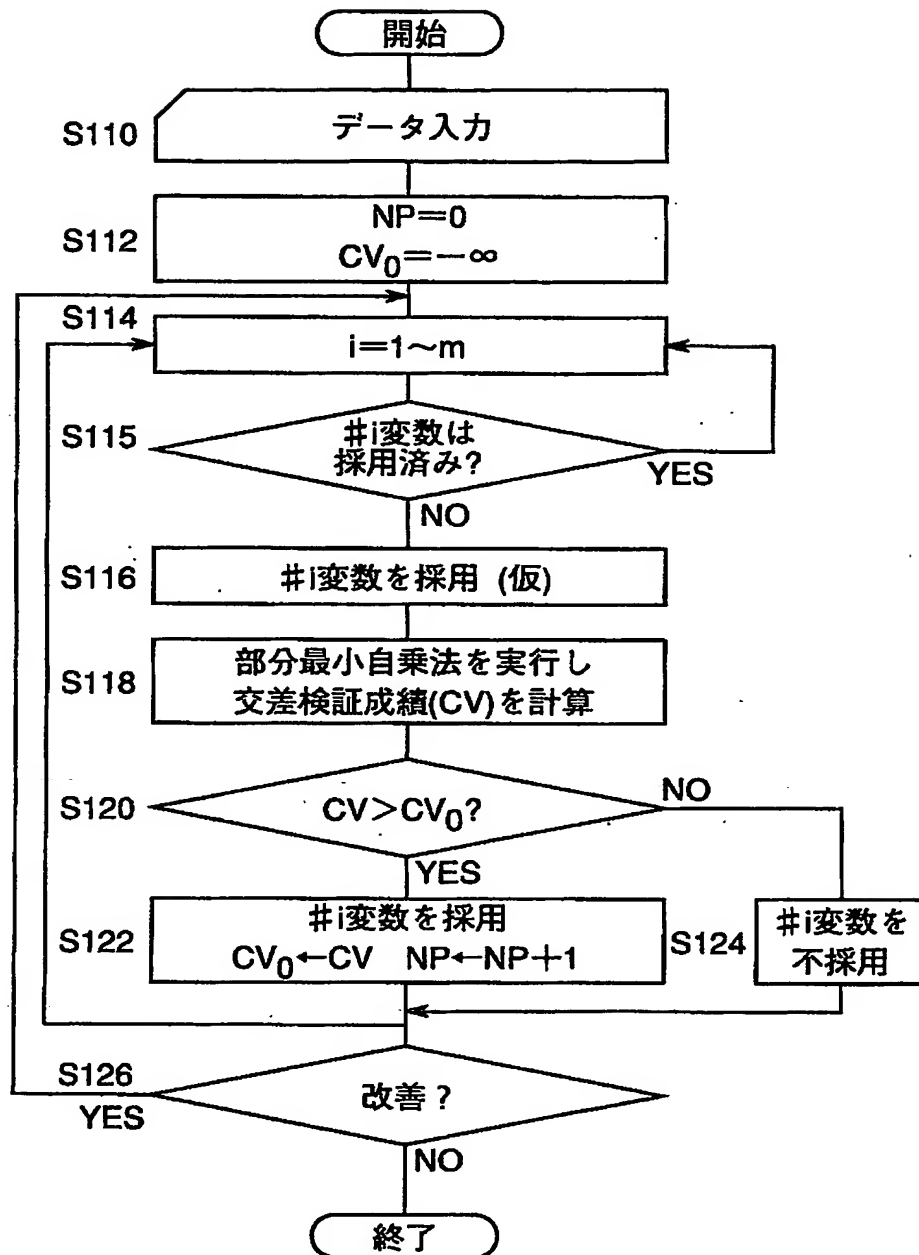 開始
S110
データ入力
S112
NP=0
CV₀=-∞
S114
i=1~m
S115
#i変数は
採用済み?
YES
NO
S116
#i変数を採用 (仮)
S118
部分最小自乗法を実行し
交差検証成績(CV)を計算
S120
CV>CV₀?
NO
YES
S122
#i変数を採用
CV₀←CV NP←NP+1
S124
#i変数を
不採用
S126
改善?
YES
NO
終了